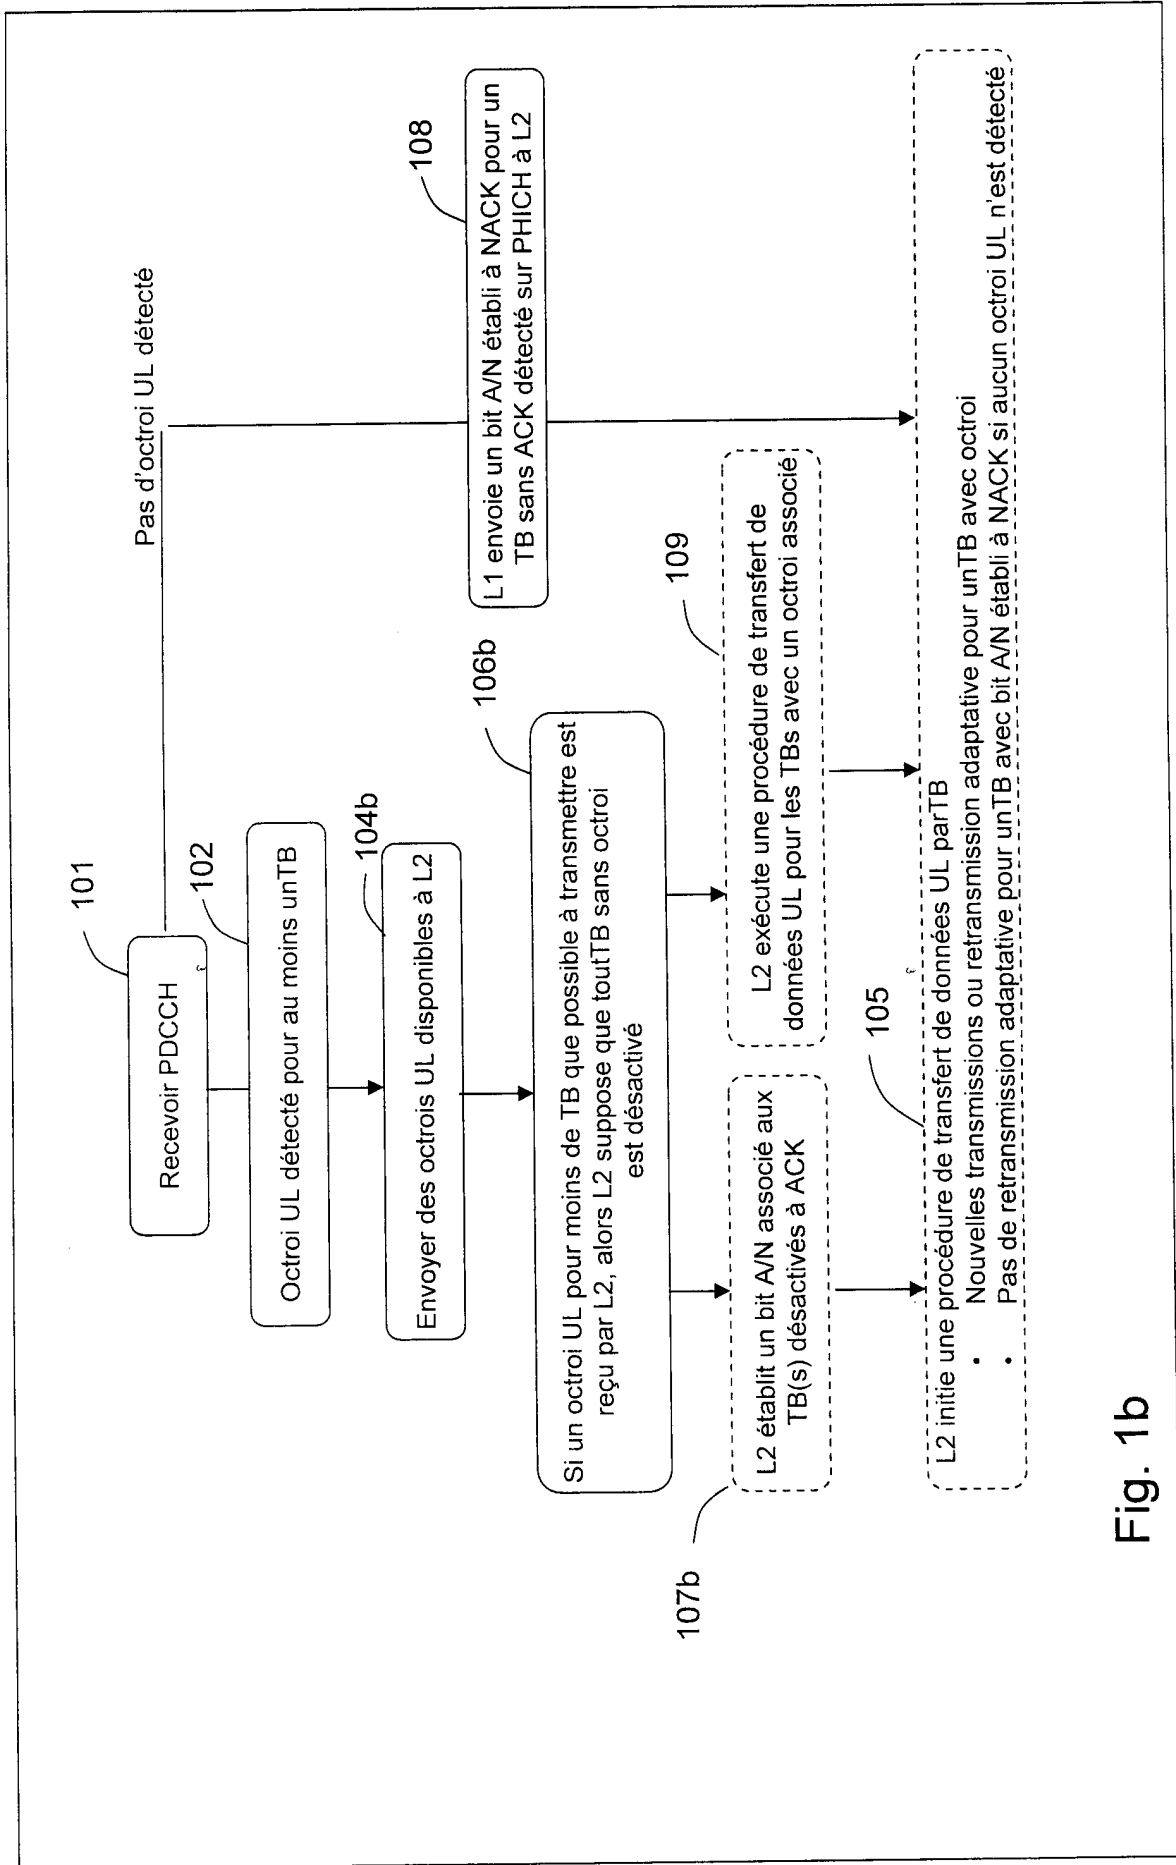 101
Recevoir PDCCH
Pas d'octroi UL détecté
102
Octroi UL détecté pour au moins unTB
104b
Envoyer des octrois UL disponibles à L2
106b
Si un octroi UL pour moins de TB que possible à transmettre est
reçu par L2, alors L2 suppose que toutTB sans octroi
est désactivé
108
L1 envoie un bit A/N établi à NACK pour un
TB sans ACK détecté sur PHICH à L2
107b
L2 établit un bit A/N associé aux
TB(s) désactivés à ACK
109
L2 exécute une procédure de transfert de
données UL pour les TBs avec un octroi associé
105
L2 initie une procédure de transfert de données UL parTB
• Nouvelles transmissions ou retransmission adaptative pour unTB avec octroi
• Pas de retransmission adaptative pour unTB avec bit A/N établi à NACK si aucun octroi UL n'est détecté
Fig. 1b